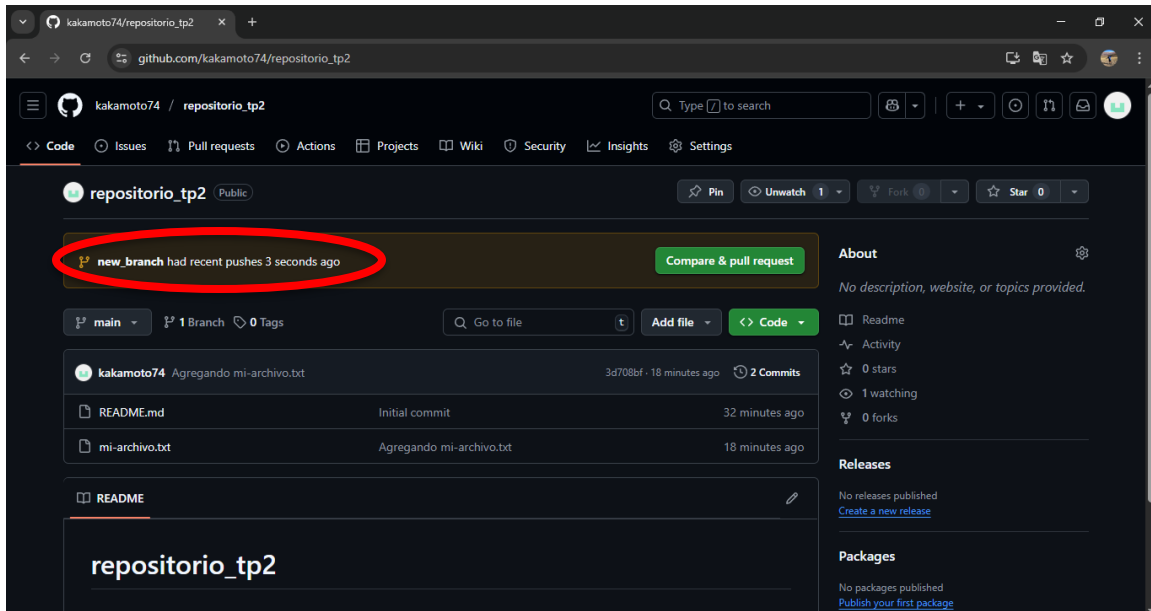 kakamoto74/repositorio_tp2
github.com/kakamoto74/repositorio_tp2
kakamoto74 / repositorio_tp2
Type / to search
Code Issues Pull requests Actions Projects Wiki Security Insights Settings
repositorio_tp2 Public
Pin Unwatch 1 Fork 0 Star 0
new_branch had recent pushes 3 seconds ago
Compare & pull request
main 1 Branch 0 Tags
Go to file t
Add file
Code
kakamoto74 Agregando mi-archivo.txt 3d708bf · 18 minutes ago 2 Commits
README.md Initial commit 32 minutes ago
mi-archivo.txt Agregando mi-archivo.txt 18 minutes ago
README
repositorio_tp2
About
No description, website, or topics provided.
Readme
Activity
0 stars
1 watching
0 forks
Releases
No releases published
Create a new release
Packages
No packages published
Publish your first package